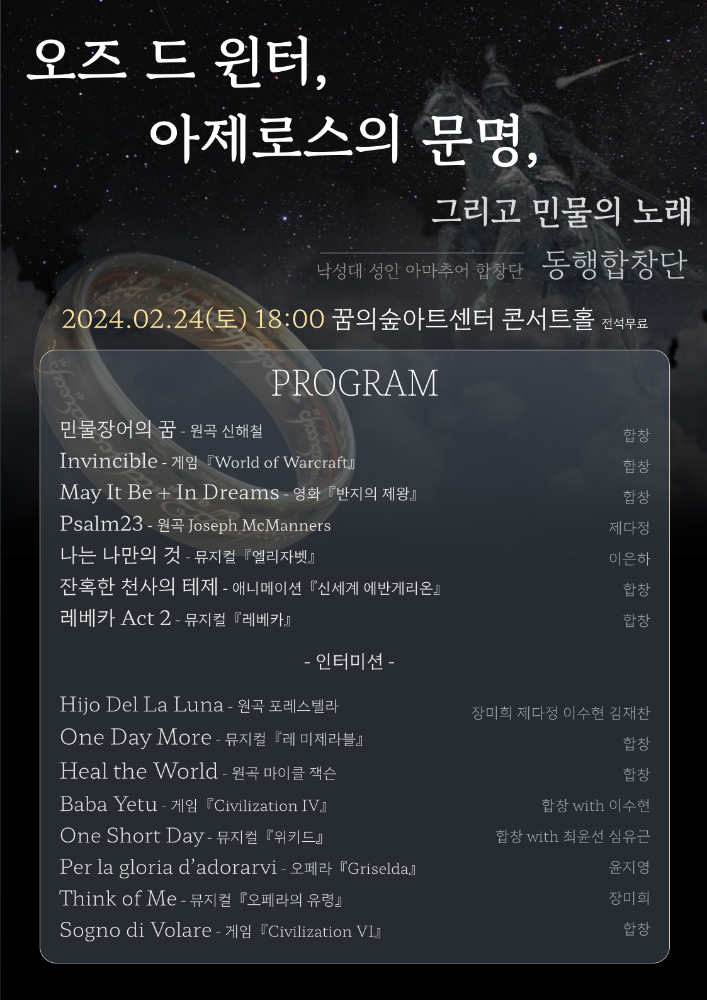 오즈 드 윈터,
아제로스의 문명,
그리고 민물의 노래
낙성대 성인 아마추어 합창단 동행합창단
2024.02.24(토) 18:00 꿈의숲아트센터 콘서트홀 전석무료
PROGRAM
민물장어의 꿈 - 원곡 신해철 합창
Invincible - 게임『World of Warcraft』 합창
May It Be + In Dreams - 영화『반지의 제왕』 합창
Psalm23 - 원곡 Joseph McManners 제다정
나는 나만의 것 - 뮤지컬『엘리자벳』 이은하
잔혹한 천사의 테제 - 애니메이션『신세계 에반게리온』 합창
레베카 Act 2 - 뮤지컬『레베카』 합창
- 인터미션 -
Hijo Del La Luna - 원곡 포레스텔라 장미희 제다정 이수현 김재찬
One Day More - 뮤지컬『레 미제라블』 합창
Heal the World - 원곡 마이클 잭슨 합창
Baba Yetu - 게임『Civilization IV』 합창 with 이수현
One Short Day - 뮤지컬『위키드』 합창 with 최윤선 심유근
Per la gloria d’adorarvi - 오페라『Griselda』 윤지영
Think of Me - 뮤지컬『오페라의 유령』 장미희
Sogno di Volare - 게임『Civilization VI』 합창